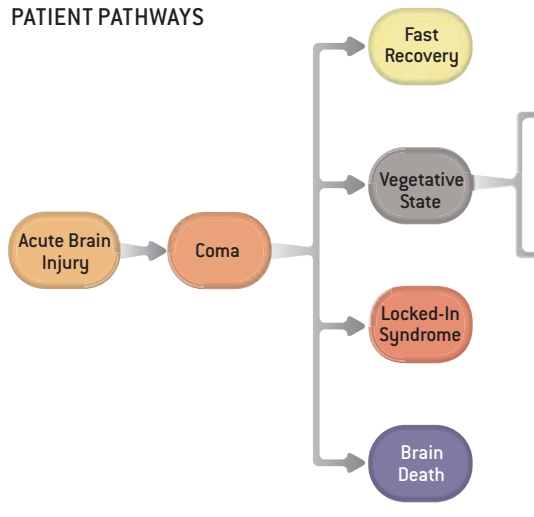 PATIENT PATHWAYS
Fast
Recovery
Vegetative
State
Acute Brain
Injury
Coma
Locked-In
Syndrome
Brain
Death